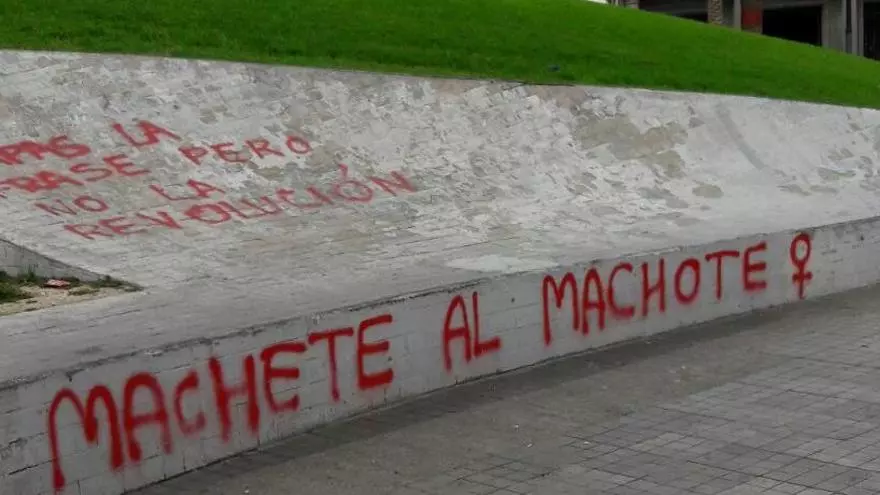 LA
FRASE PERO
NO LA
REVOLUCIÓN
MACHETE AL MACHOTE ♀